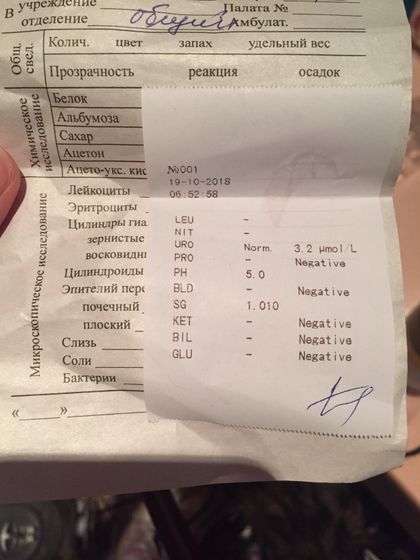 В учреждение
Палата №
отделение общий Амбулат.
Общ. свед.
Колич. цвет запах удельный вес
Прозрачность реакция осадок
Химическое исследование
Белок
Альбумоза
Сахар
Ацетон
Ацето-укс. кис
Микроскопическое исследование
Лейкоциты
Эритроциты
Цилиндры гиа
зернистые
восковидн
Цилиндроиды
Эпителий пере
почечный
плоский
Слизь
Соли
Бактерии
« »
№001
19-10-2018
06:52:58
LEU -
NIT -
URO Norm. 3.2 µmol/L
PRO - Negative
PH 5.0
BLD - Negative
SG 1.010
KET - Negative
BIL - Negative
GLU - Negative